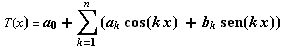 T(x) = a₀ + ∑ₖ₌₁ⁿ (aₖ cos(k x) + bₖ sen(k x))